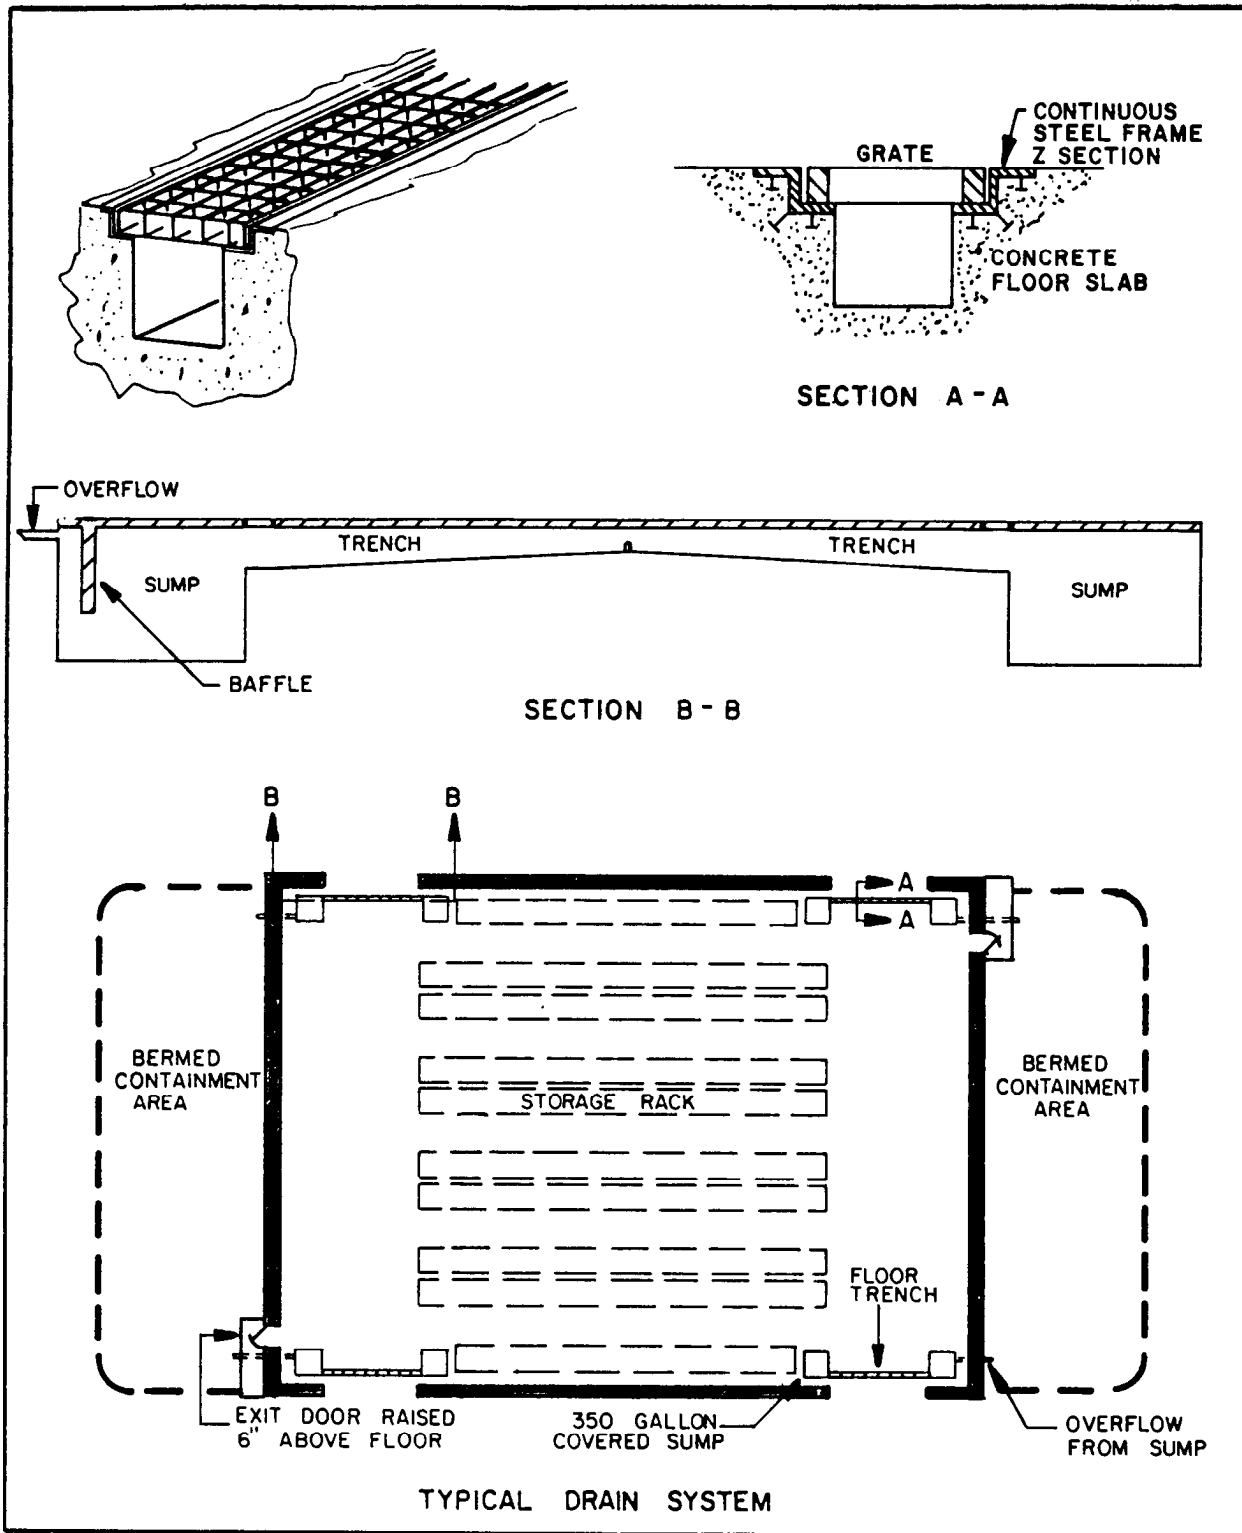 CONTINUOUS
STEEL FRAME
Z SECTION
GRATE
CONCRETE
FLOOR SLAB
SECTION A-A
OVERFLOW
TRENCH
TRENCH
SUMP
SUMP
BAFFLE
SECTION B-B
B
B
A
A
BERMED
CONTAINMENT
AREA
BERMED
CONTAINMENT
AREA
STORAGE RACK
FLOOR
TRENCH
EXIT DOOR RAISED
6" ABOVE FLOOR
350 GALLON
COVERED SUMP
OVERFLOW
FROM SUMP
TYPICAL DRAIN SYSTEM